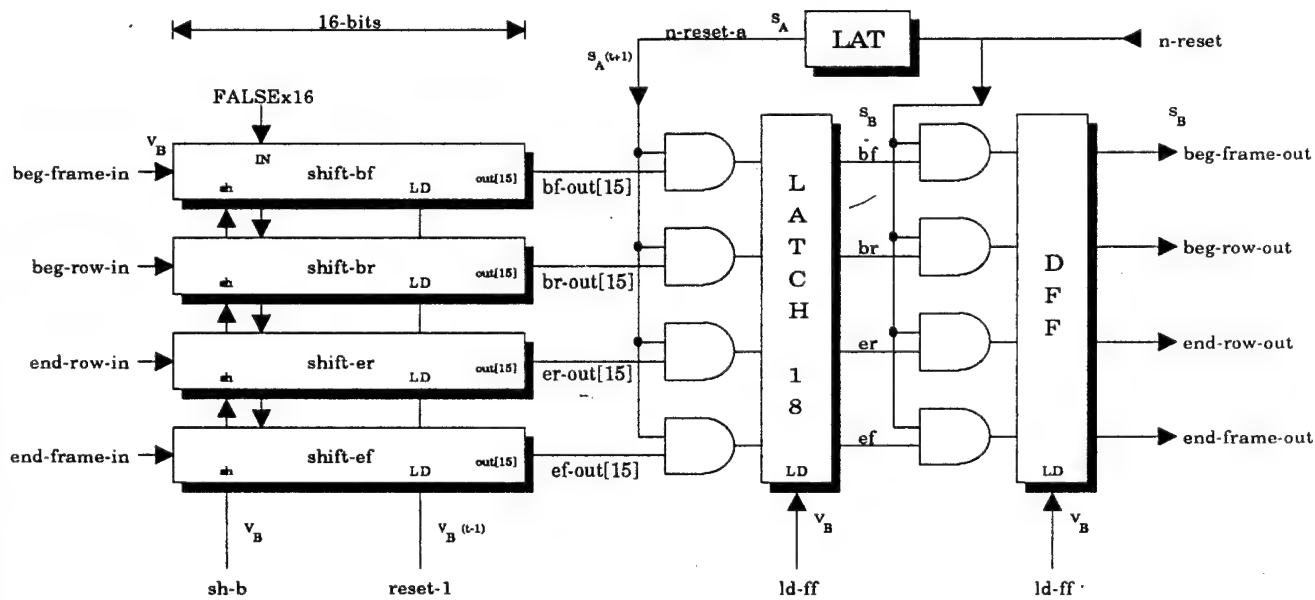 16-bits
n-reset-a
S_A
LAT
n-reset
S_A(t+1)
FALSEx16
V_B
IN
beg-frame-in
sh
shift-bf
LD
out[15]
bf-out[15]
S_B
bf
S_B
beg-frame-out
beg-row-in
sh
shift-br
LD
out[15]
br-out[15]
br
beg-row-out
end-row-in
sh
shift-er
LD
out[15]
er-out[15]
er
end-row-out
end-frame-in
sh
shift-ef
LD
out[15]
ef-out[15]
ef
end-frame-out
LATCH 18
LD
DFF
LD
V_B
V_B (t-1)
V_B
V_B
sh-b
reset-1
ld-ff
ld-ff